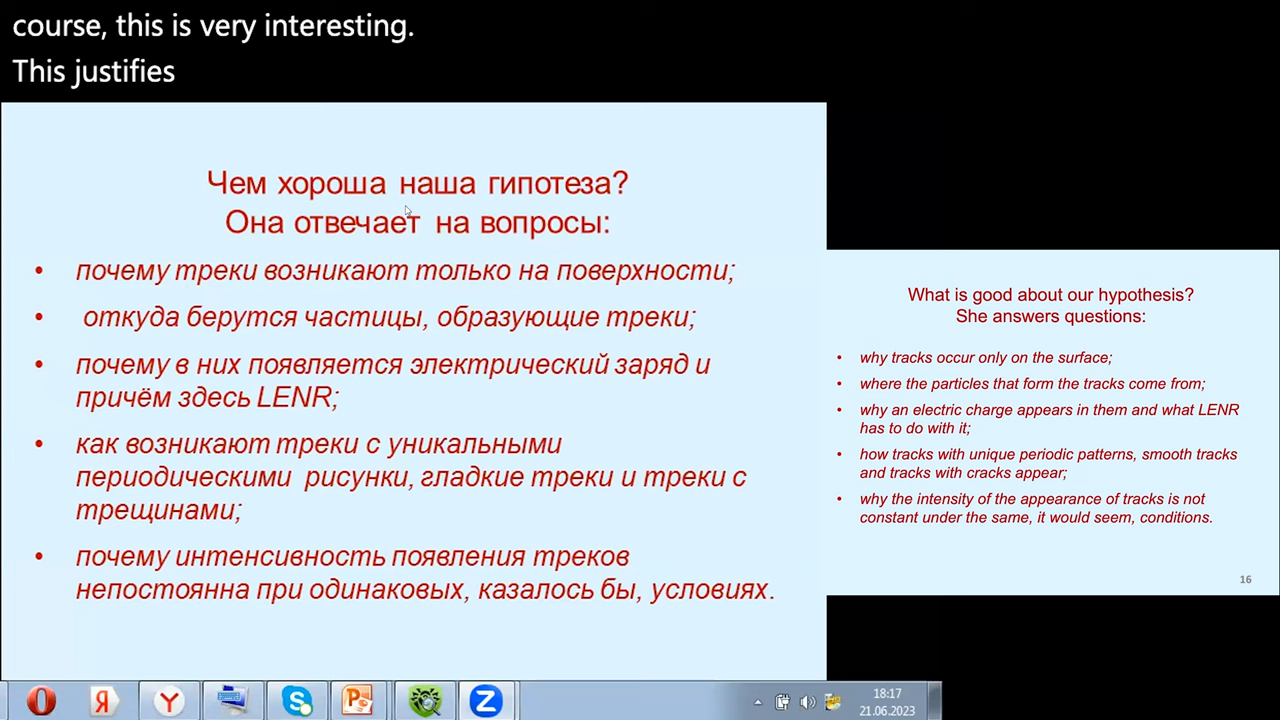 course, this is very interesting.
This justifies
Чем хороша наша гипотеза?
Она отвечает на вопросы:
• почему треки возникают только на поверхности;
• откуда берутся частицы, образующие треки;
• почему в них появляется электрический заряд и
причём здесь LENR;
• как возникают треки с уникальными
периодическими рисунки, гладкие треки и треки с
трещинами;
• почему интенсивность появления треков
непостоянна при одинаковых, казалось бы, условиях.
What is good about our hypothesis?
She answers questions:
• why tracks occur only on the surface;
• where the particles that form the tracks come from;
• why an electric charge appears in them and what LENR
has to do with it;
• how tracks with unique periodic patterns, smooth tracks
and tracks with cracks appear;
• why the intensity of the appearance of tracks is not
constant under the same, it would seem, conditions.
16
18:17
21.06.2023